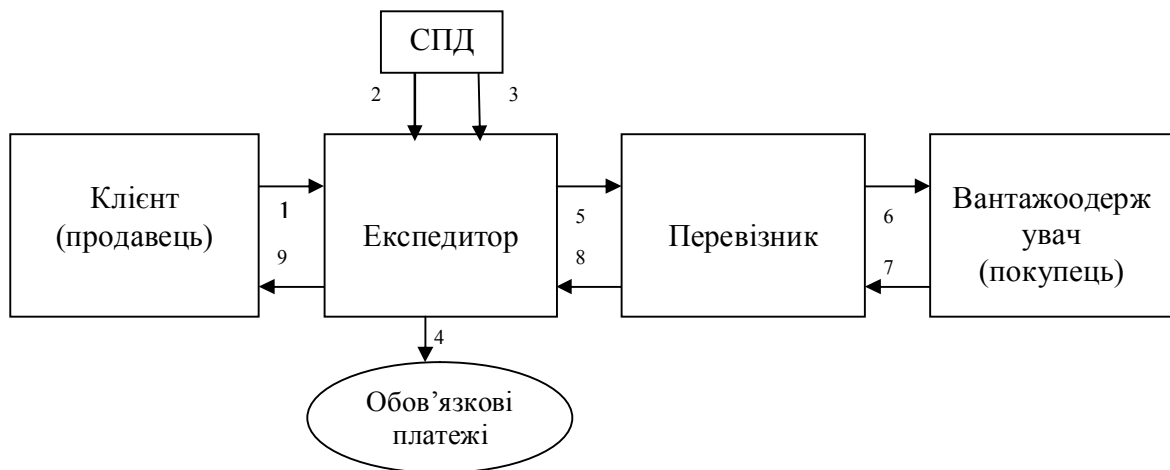 СПД
2
3
Клієнт
(продавець)
1
9
Експедитор
5
8
Перевізник
6
7
Вантажоодерж
увач
(покупець)
4
Обов’язкові
платежі